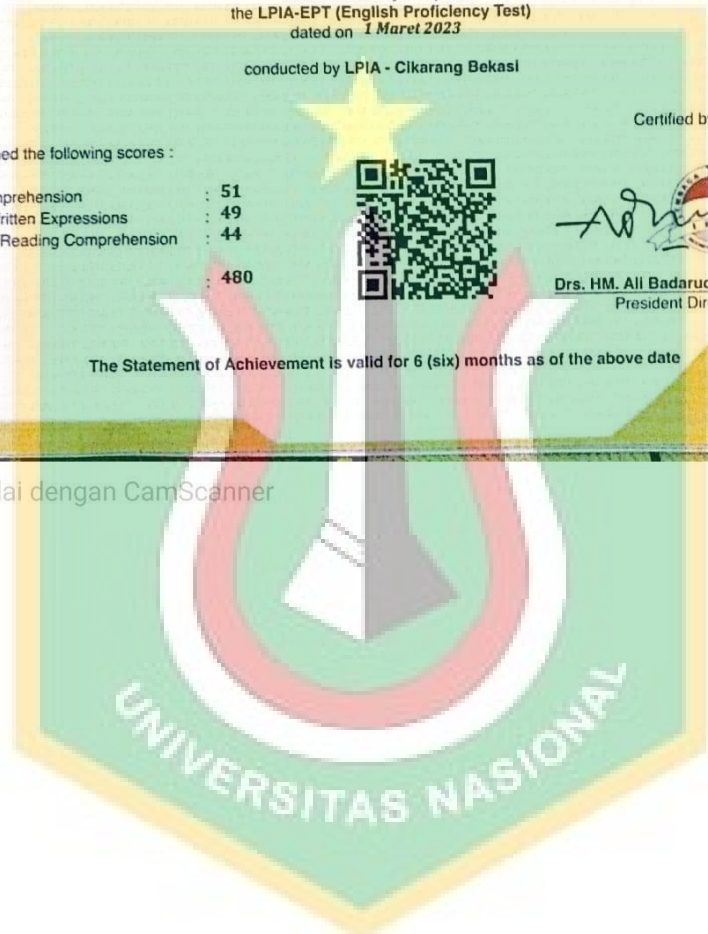 the LPIA-EPT (English Proficiency Test)
dated on 1 Maret 2023
conducted by LPIA - Cikarang Bekasi
Certified b
ed the following scores :
mprehension : 51
ritten Expressions : 49
Reading Comprehension : 44
: 480
Drs. HM. Ali Badaruc
President Dir
The Statement of Achievement is valid for 6 (six) months as of the above date
lai dengan CamScanner
UNIVERSITAS NASIONAL